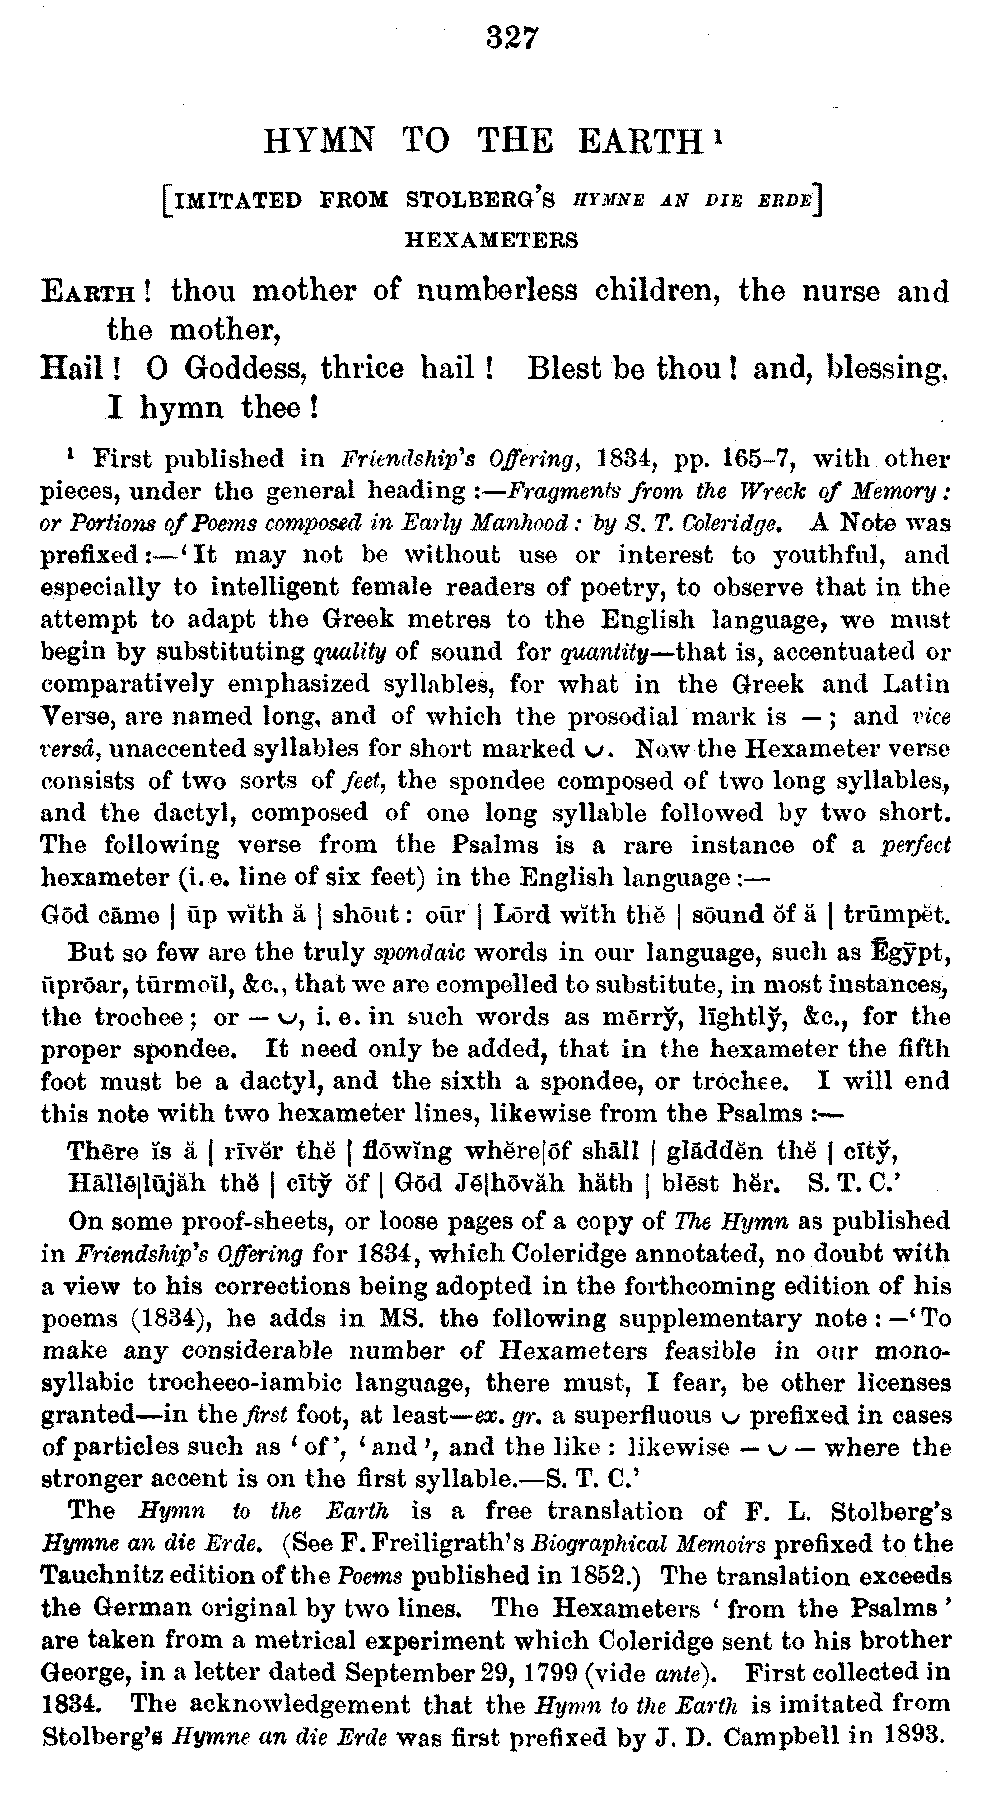 327
HYMN TO THE EARTH ¹
[IMITATED FROM STOLBERG'S HYMNE AN DIE ERDE]
HEXAMETERS
EARTH! thou mother of numberless children, the nurse and
the mother,
Hail! O Goddess, thrice hail! Blest be thou! and, blessing,
I hymn thee!
¹ First published in Friendship's Offering, 1834, pp. 165–7, with other
pieces, under the general heading :—Fragments from the Wreck of Memory :
or Portions of Poems composed in Early Manhood : by S. T. Coleridge. A Note was
prefixed :—‘It may not be without use or interest to youthful, and
especially to intelligent female readers of poetry, to observe that in the
attempt to adapt the Greek metres to the English language, we must
begin by substituting quality of sound for quantity—that is, accentuated or
comparatively emphasized syllables, for what in the Greek and Latin
Verse, are named long, and of which the prosodial mark is – ; and vice
versâ, unaccented syllables for short marked ᴗ. Now the Hexameter verse
consists of two sorts of feet, the spondee composed of two long syllables,
and the dactyl, composed of one long syllable followed by two short.
The following verse from the Psalms is a rare instance of a perfect
hexameter (i. e. line of six feet) in the English language :—
Gōd cāme | ūp wĭth ă | shōut : oūr | Lōrd wĭth thĕ | sōund ŏf ă | trūmpĕt.
But so few are the truly spondaic words in our language, such as Ēgy̆pt,
ūprōar, tūrmoĭl, &c., that we are compelled to substitute, in most instances,
the trochee ; or – ᴗ, i. e. in such words as mērry̆, līghtly̆, &c., for the
proper spondee. It need only be added, that in the hexameter the fifth
foot must be a dactyl, and the sixth a spondee, or trochee. I will end
this note with two hexameter lines, likewise from the Psalms :—
Thēre ĭs ă | rīvĕr thĕ | flōwĭng whĕre|ōf shāll | glāddĕn thĕ | cīty̆,
Hāllē|lūjăh thĕ | cīty̆ ŏf | Gōd Jē|hōvăh hăth | blēst hĕr. S. T. C.’
On some proof-sheets, or loose pages of a copy of The Hymn as published
in Friendship's Offering for 1834, which Coleridge annotated, no doubt with
a view to his corrections being adopted in the forthcoming edition of his
poems (1834), he adds in MS. the following supplementary note : —‘To
make any considerable number of Hexameters feasible in our mono-
syllabic trocheeo-iambic language, there must, I fear, be other licenses
granted—in the first foot, at least—ex. gr. a superfluous ᴗ prefixed in cases
of particles such as ‘of’, ‘and’, and the like : likewise – ᴗ – where the
stronger accent is on the first syllable.—S. T. C.’
The Hymn to the Earth is a free translation of F. L. Stolberg's
Hymne an die Erde. (See F. Freiligrath's Biographical Memoirs prefixed to the
Tauchnitz edition of the Poems published in 1852.) The translation exceeds
the German original by two lines. The Hexameters ‘from the Psalms’
are taken from a metrical experiment which Coleridge sent to his brother
George, in a letter dated September 29, 1799 (vide ante). First collected in
1834. The acknowledgement that the Hymn to the Earth is imitated from
Stolberg's Hymne an die Erde was first prefixed by J. D. Campbell in 1893.